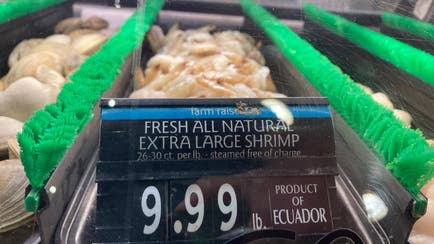 farm raised
FRESH ALL NATURAL
EXTRA LARGE SHRIMP
26-30 ct. per lb. - steamed free of charge
9.99 lb.
PRODUCT OF
ECUADOR